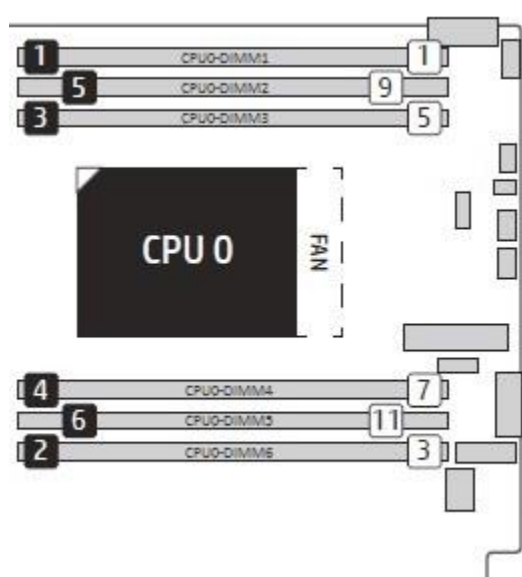 1 CPU0-DIMM1 1
5 CPU0-DIMM2 9
3 CPU0-DIMM3 5
CPU 0 FAN
4 CPU0-DIMM4 7
6 CPU0-DIMM5 11
2 CPU0-DIMM6 3